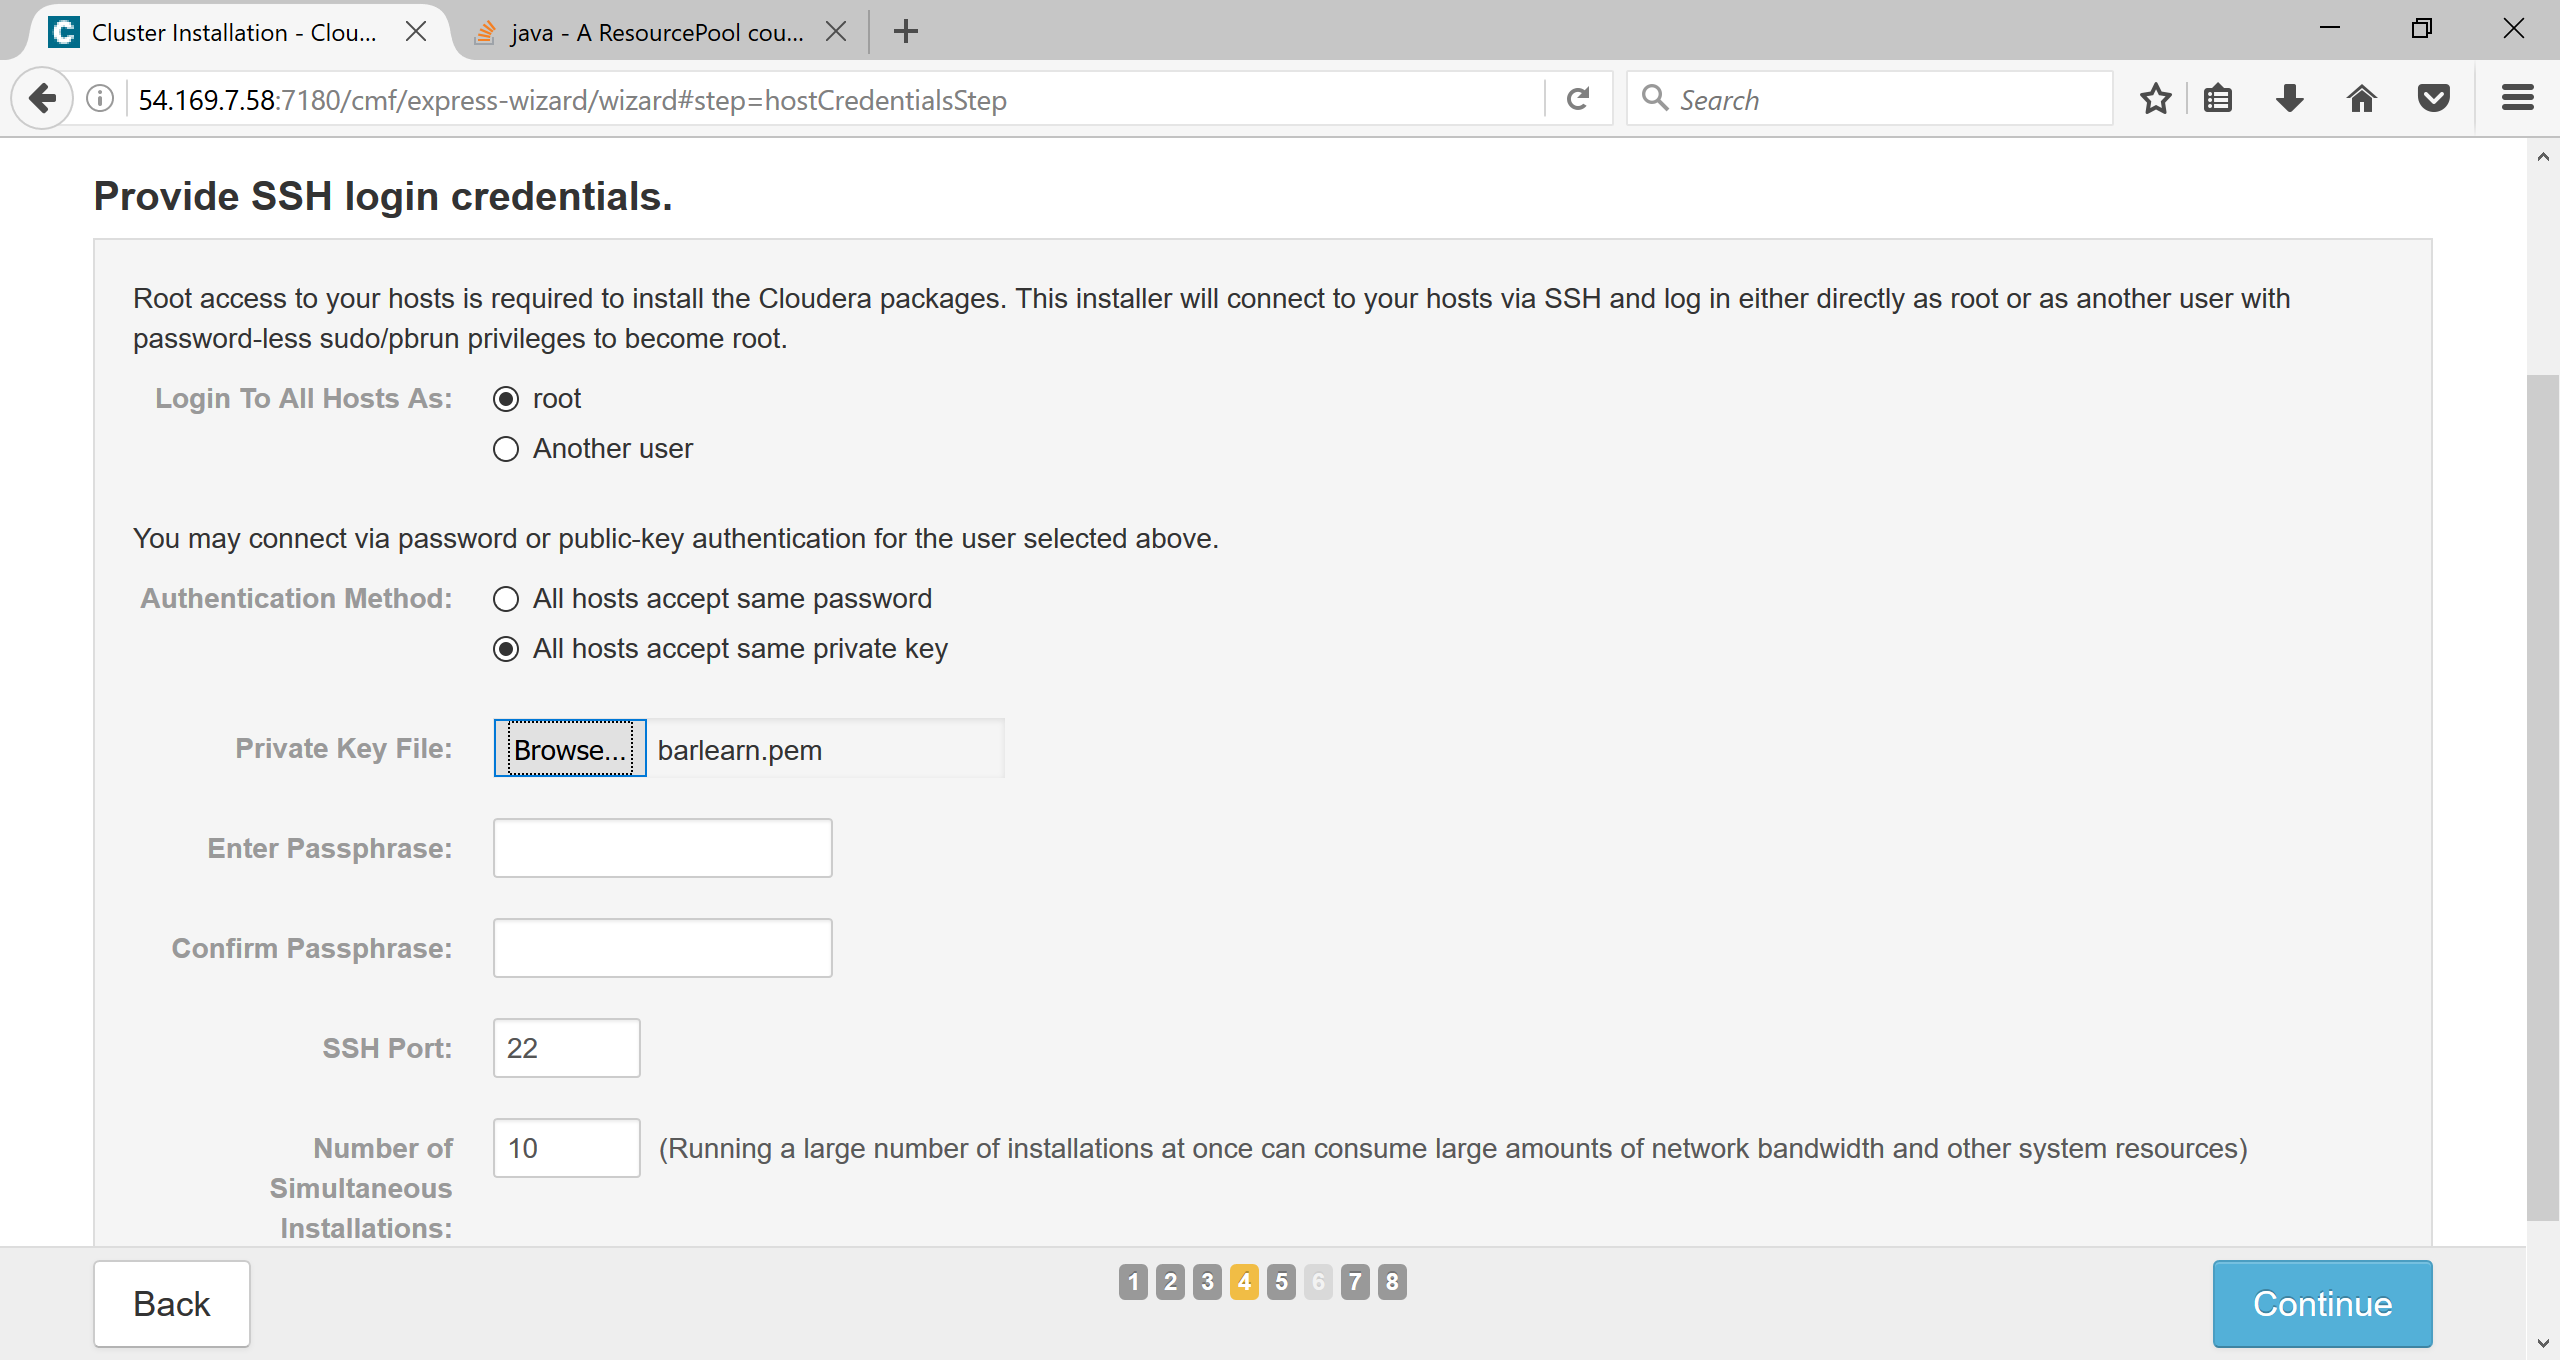 Cluster Installation - Clou...
java - A ResourcePool cou...
54.169.7.58:7180/cmf/express-wizard/wizard#step=hostCredentialsStep
Search
Provide SSH login credentials.
Root access to your hosts is required to install the Cloudera packages. This installer will connect to your hosts via SSH and log in either directly as root or as another user with
password-less sudo/pbrun privileges to become root.
Login To All Hosts As: root
Another user
You may connect via password or public-key authentication for the user selected above.
Authentication Method: All hosts accept same password
All hosts accept same private key
Private Key File: Browse... barlearn.pem
Enter Passphrase:
Confirm Passphrase:
SSH Port: 22
Number of 10 (Running a large number of installations at once can consume large amounts of network bandwidth and other system resources)
Simultaneous
Installations:
Back 1 2 3 4 5 6 7 8 Continue